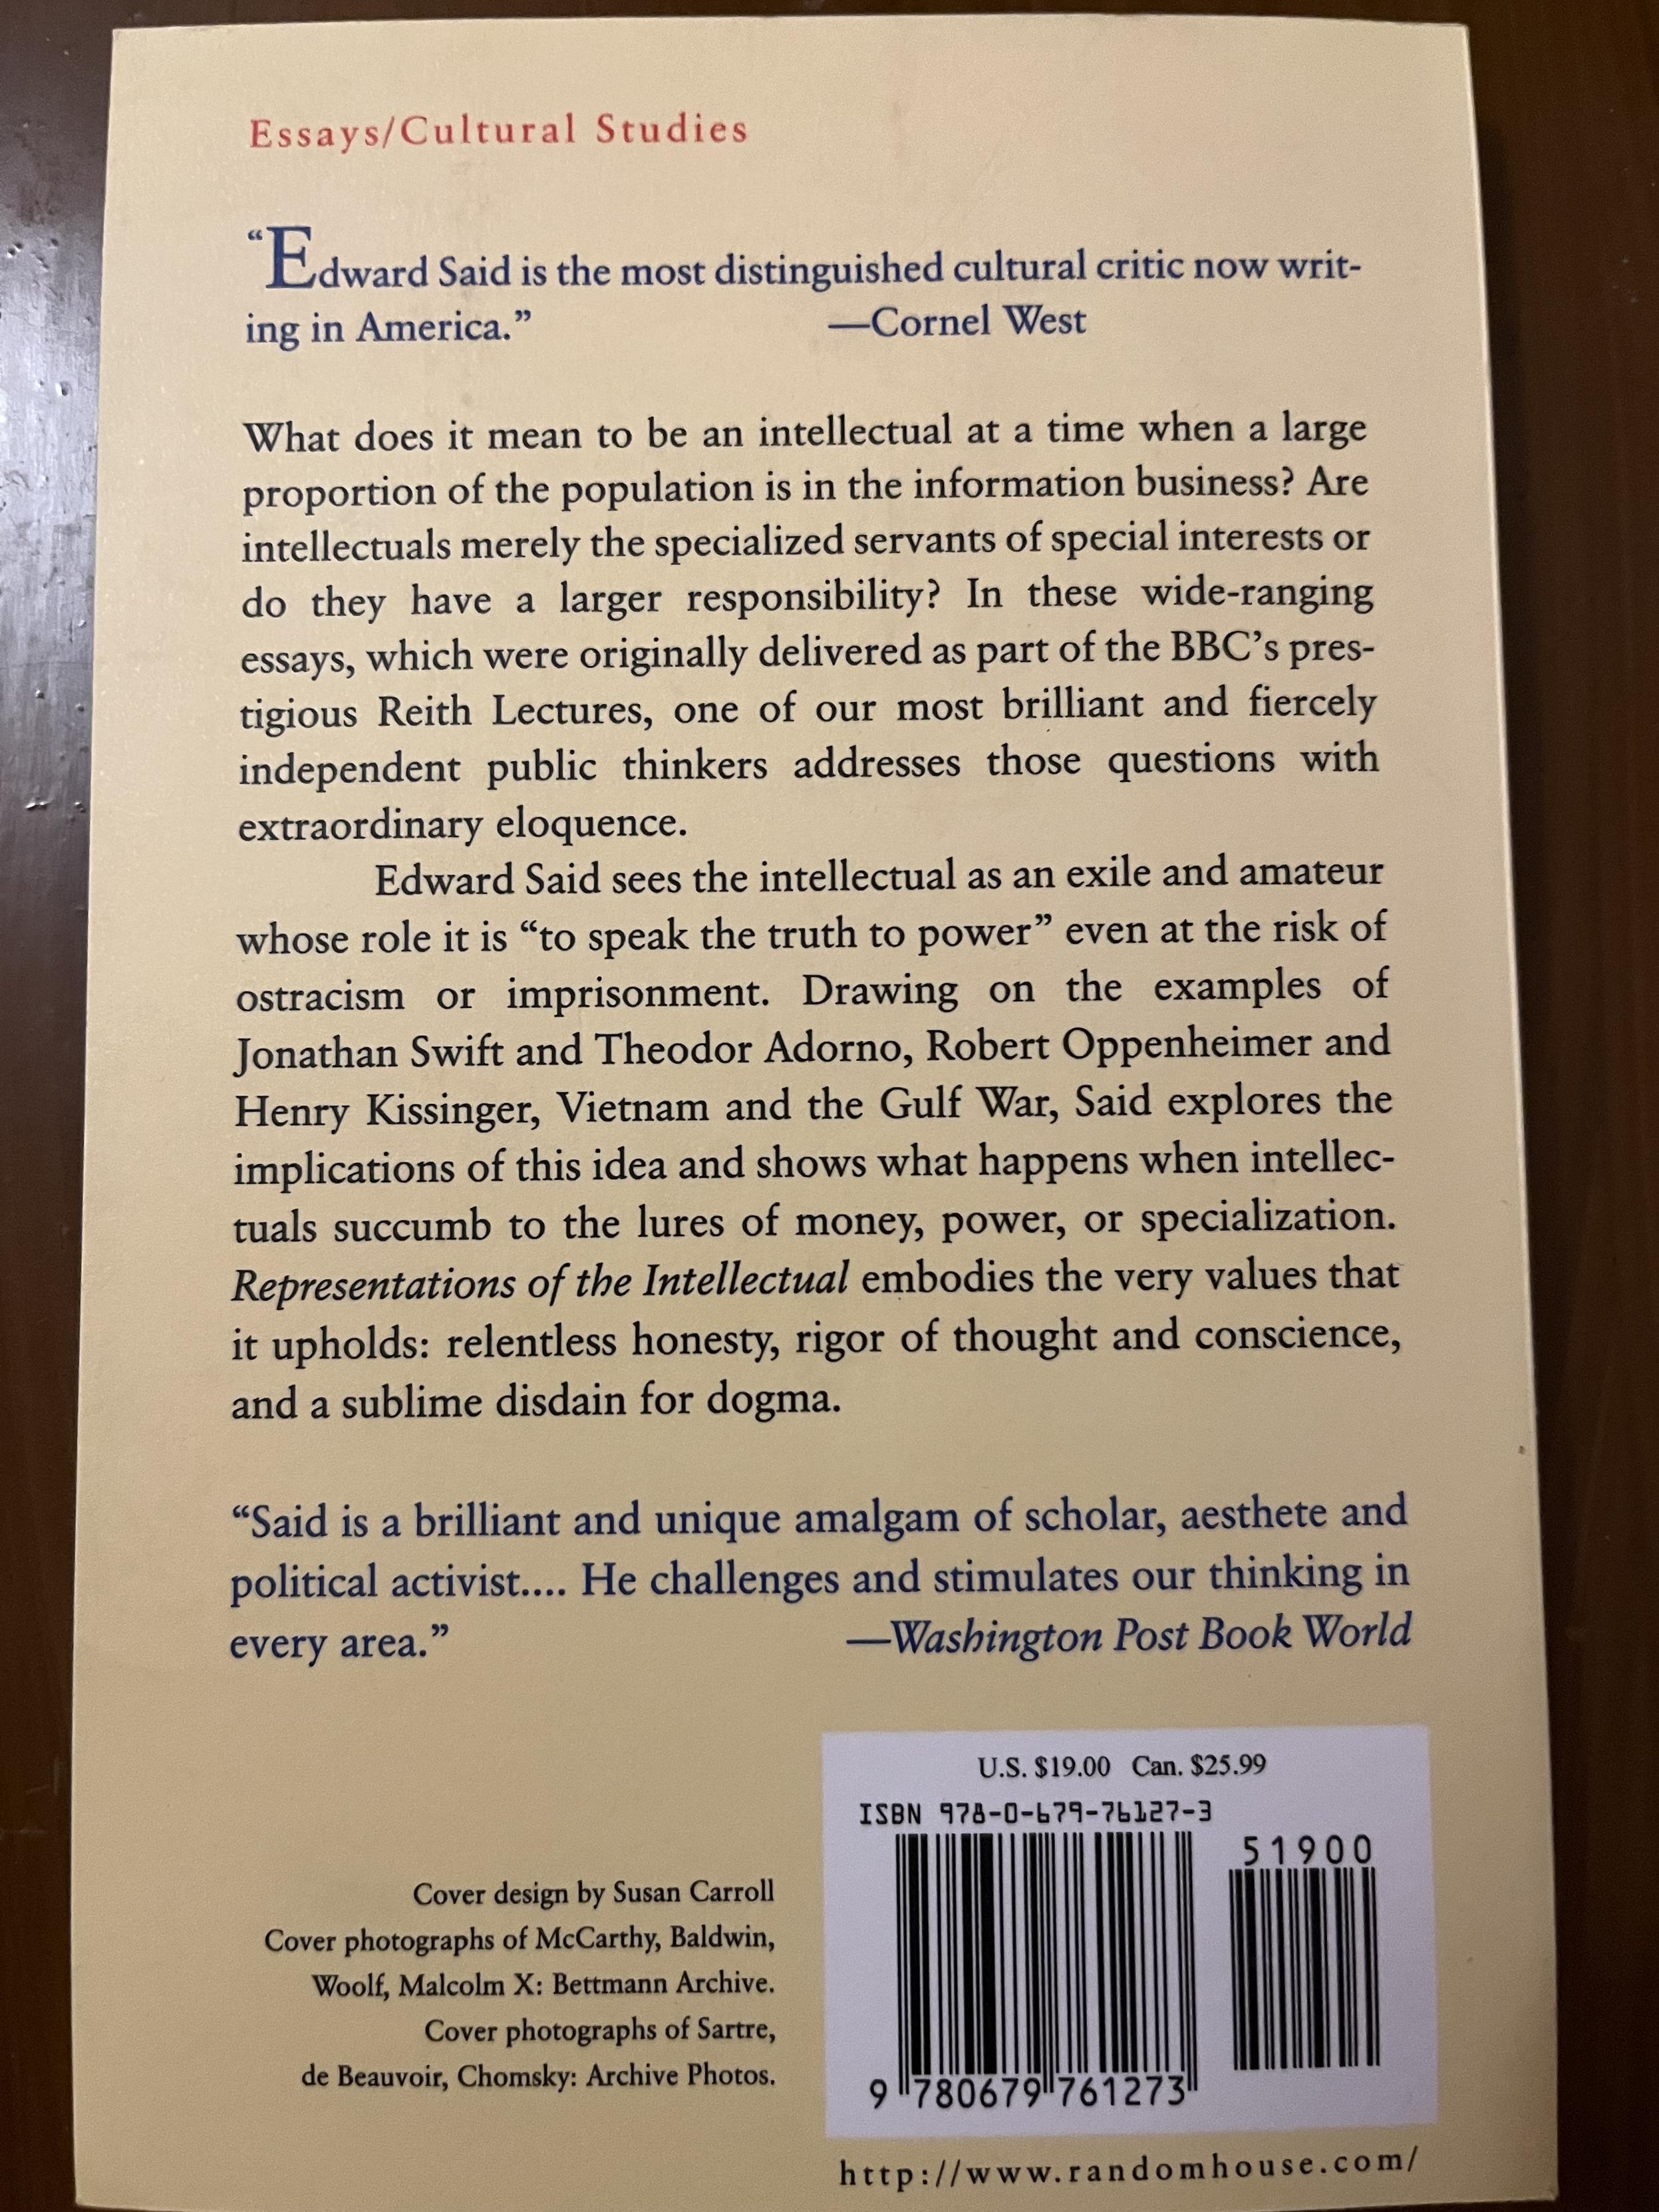 Essays/Cultural Studies
“Edward Said is the most distinguished cultural critic now writ-
ing in America.” —Cornel West
What does it mean to be an intellectual at a time when a large
proportion of the population is in the information business? Are
intellectuals merely the specialized servants of special interests or
do they have a larger responsibility? In these wide-ranging
essays, which were originally delivered as part of the BBC’s pres-
tigious Reith Lectures, one of our most brilliant and fiercely
independent public thinkers addresses those questions with
extraordinary eloquence.
Edward Said sees the intellectual as an exile and amateur
whose role it is “to speak the truth to power” even at the risk of
ostracism or imprisonment. Drawing on the examples of
Jonathan Swift and Theodor Adorno, Robert Oppenheimer and
Henry Kissinger, Vietnam and the Gulf War, Said explores the
implications of this idea and shows what happens when intellec-
tuals succumb to the lures of money, power, or specialization.
Representations of the Intellectual embodies the very values that
it upholds: relentless honesty, rigor of thought and conscience,
and a sublime disdain for dogma.
“Said is a brilliant and unique amalgam of scholar, aesthete and
political activist.... He challenges and stimulates our thinking in
every area.” —Washington Post Book World
Cover design by Susan Carroll
Cover photographs of McCarthy, Baldwin,
Woolf, Malcolm X: Bettmann Archive.
Cover photographs of Sartre,
de Beauvoir, Chomsky: Archive Photos.
U.S. $19.00 Can. $25.99
ISBN 978-0-679-76127-3
51900
9 780679 761273
http://www.randomhouse.com/